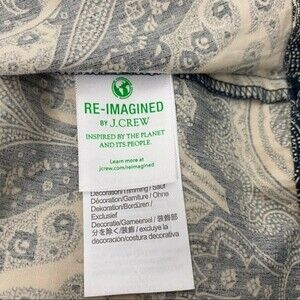 RE-IMAGINED
BY J.CREW
INSPIRED BY THE PLANET
AND ITS PEOPLE.
Learn more at
jcrew.com/reimagined
Decoration/Trimming / Sauf
Décoration/Garniture / Ohne
Dekoration/Bordüren /
Exclusief
Decoratie/Garneersel / 装飾部
分を除く/装饰 / excluye la
decoración/costura decorativa